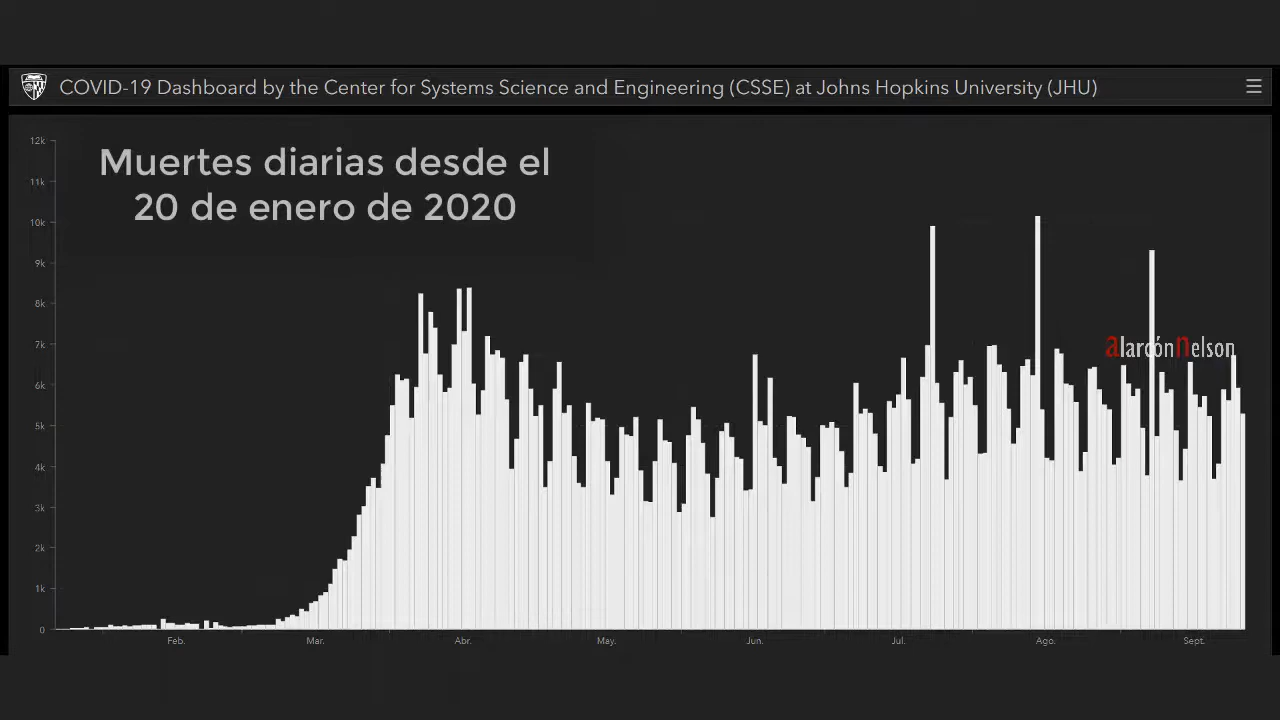 COVID-19 Dashboard by the Center for Systems Science and Engineering (CSSE) at Johns Hopkins University (JHU)
Muertes diarias desde el
20 de enero de 2020
12k
11k
10k
9k
8k
7k
6k
5k
4k
3k
2k
1k
0
alarcónnelson
Feb. Mar. Abr. May. Jun. Jul. Ago. Sept.